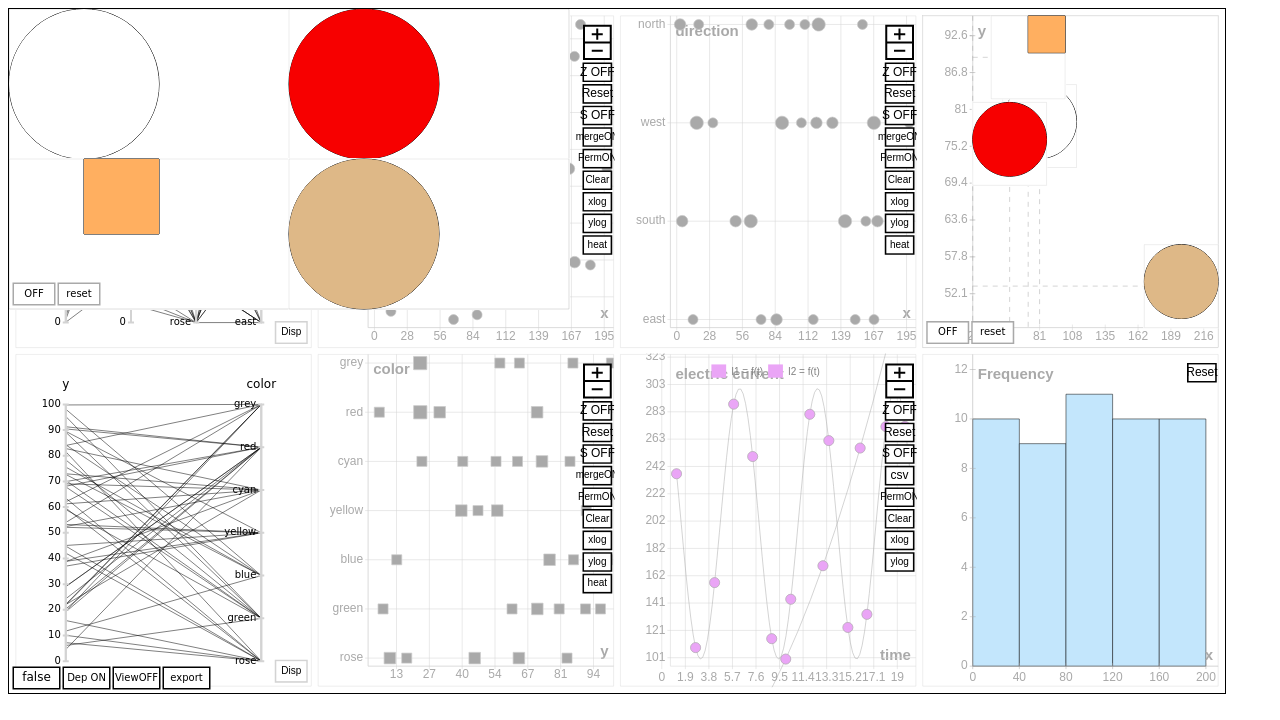 OFF
reset
0
0
rose
east
Disp
+
−
Z OFF
Reset
S OFF
mergeON
PermON
Clear
xlog
ylog
heat
x
0
28
56
84
112
139
167
195
direction
north
west
south
east
+
−
Z OFF
Reset
S OFF
mergeON
PermON
Clear
xlog
ylog
heat
x
0
28
56
84
112
139
167
195
y
92.6
86.8
81
75.2
69.4
63.6
57.8
52.1
OFF
reset
81
108
135
162
189
216
y
color
100
90
80
70
60
50
40
30
20
10
0
grey
red
cyan
yellow
blue
green
rose
Disp
false
Dep ON
ViewOFF
export
color
grey
red
cyan
yellow
blue
green
rose
+
−
Z OFF
Reset
S OFF
mergeON
PermON
Clear
xlog
ylog
heat
y
13
27
40
54
67
81
94
electric current
I1 = f(t)
I2 = f(t)
323
303
283
263
242
222
202
182
162
141
121
101
+
−
Z OFF
Reset
S OFF
csv
PermON
Clear
xlog
ylog
time
0
1.9
3.8
5.7
7.6
9.5
11.4
13.3
15.2
17.1
19
Frequency
Reset
12
10
8
6
4
2
0
x
0
40
80
120
160
200